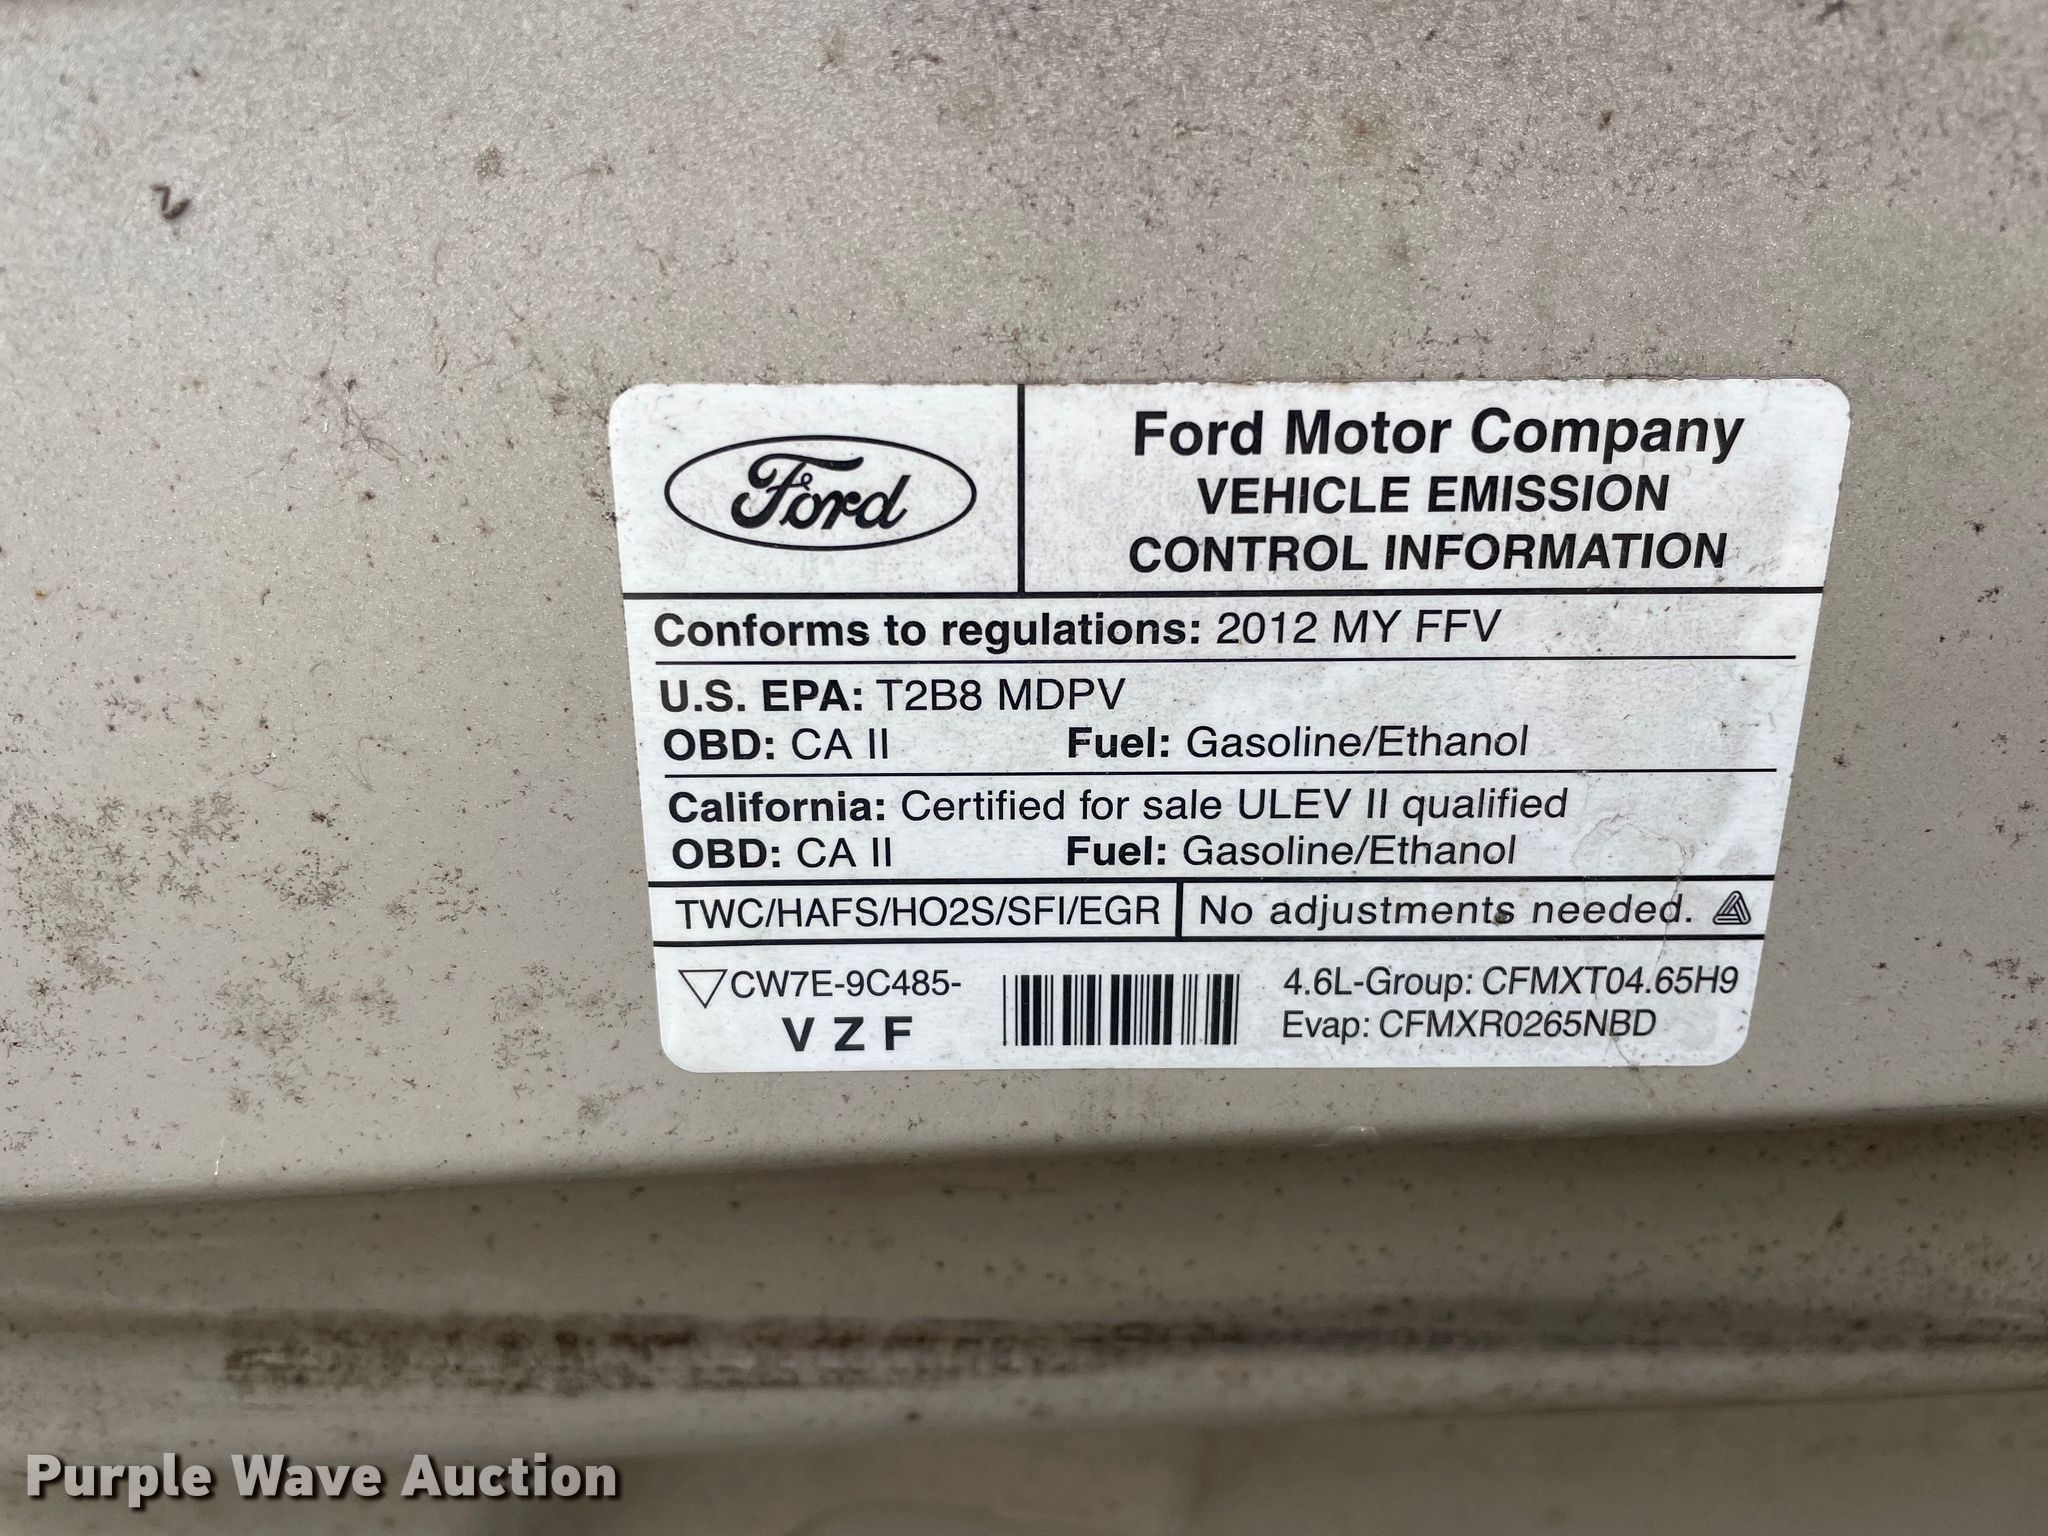 Ford
Ford Motor Company
VEHICLE EMISSION
CONTROL INFORMATION
Conforms to regulations: 2012 MY FFV
U.S. EPA: T2B8 MDPV
OBD: CA II Fuel: Gasoline/Ethanol
California: Certified for sale ULEV II qualified
OBD: CA II Fuel: Gasoline/Ethanol
TWC/HAFS/HO2S/SFI/EGR No adjustments needed.
CW7E-9C485-
V Z F
4.6L-Group: CFMXT04.65H9
Evap: CFMXR0265NBD
Purple Wave Auction